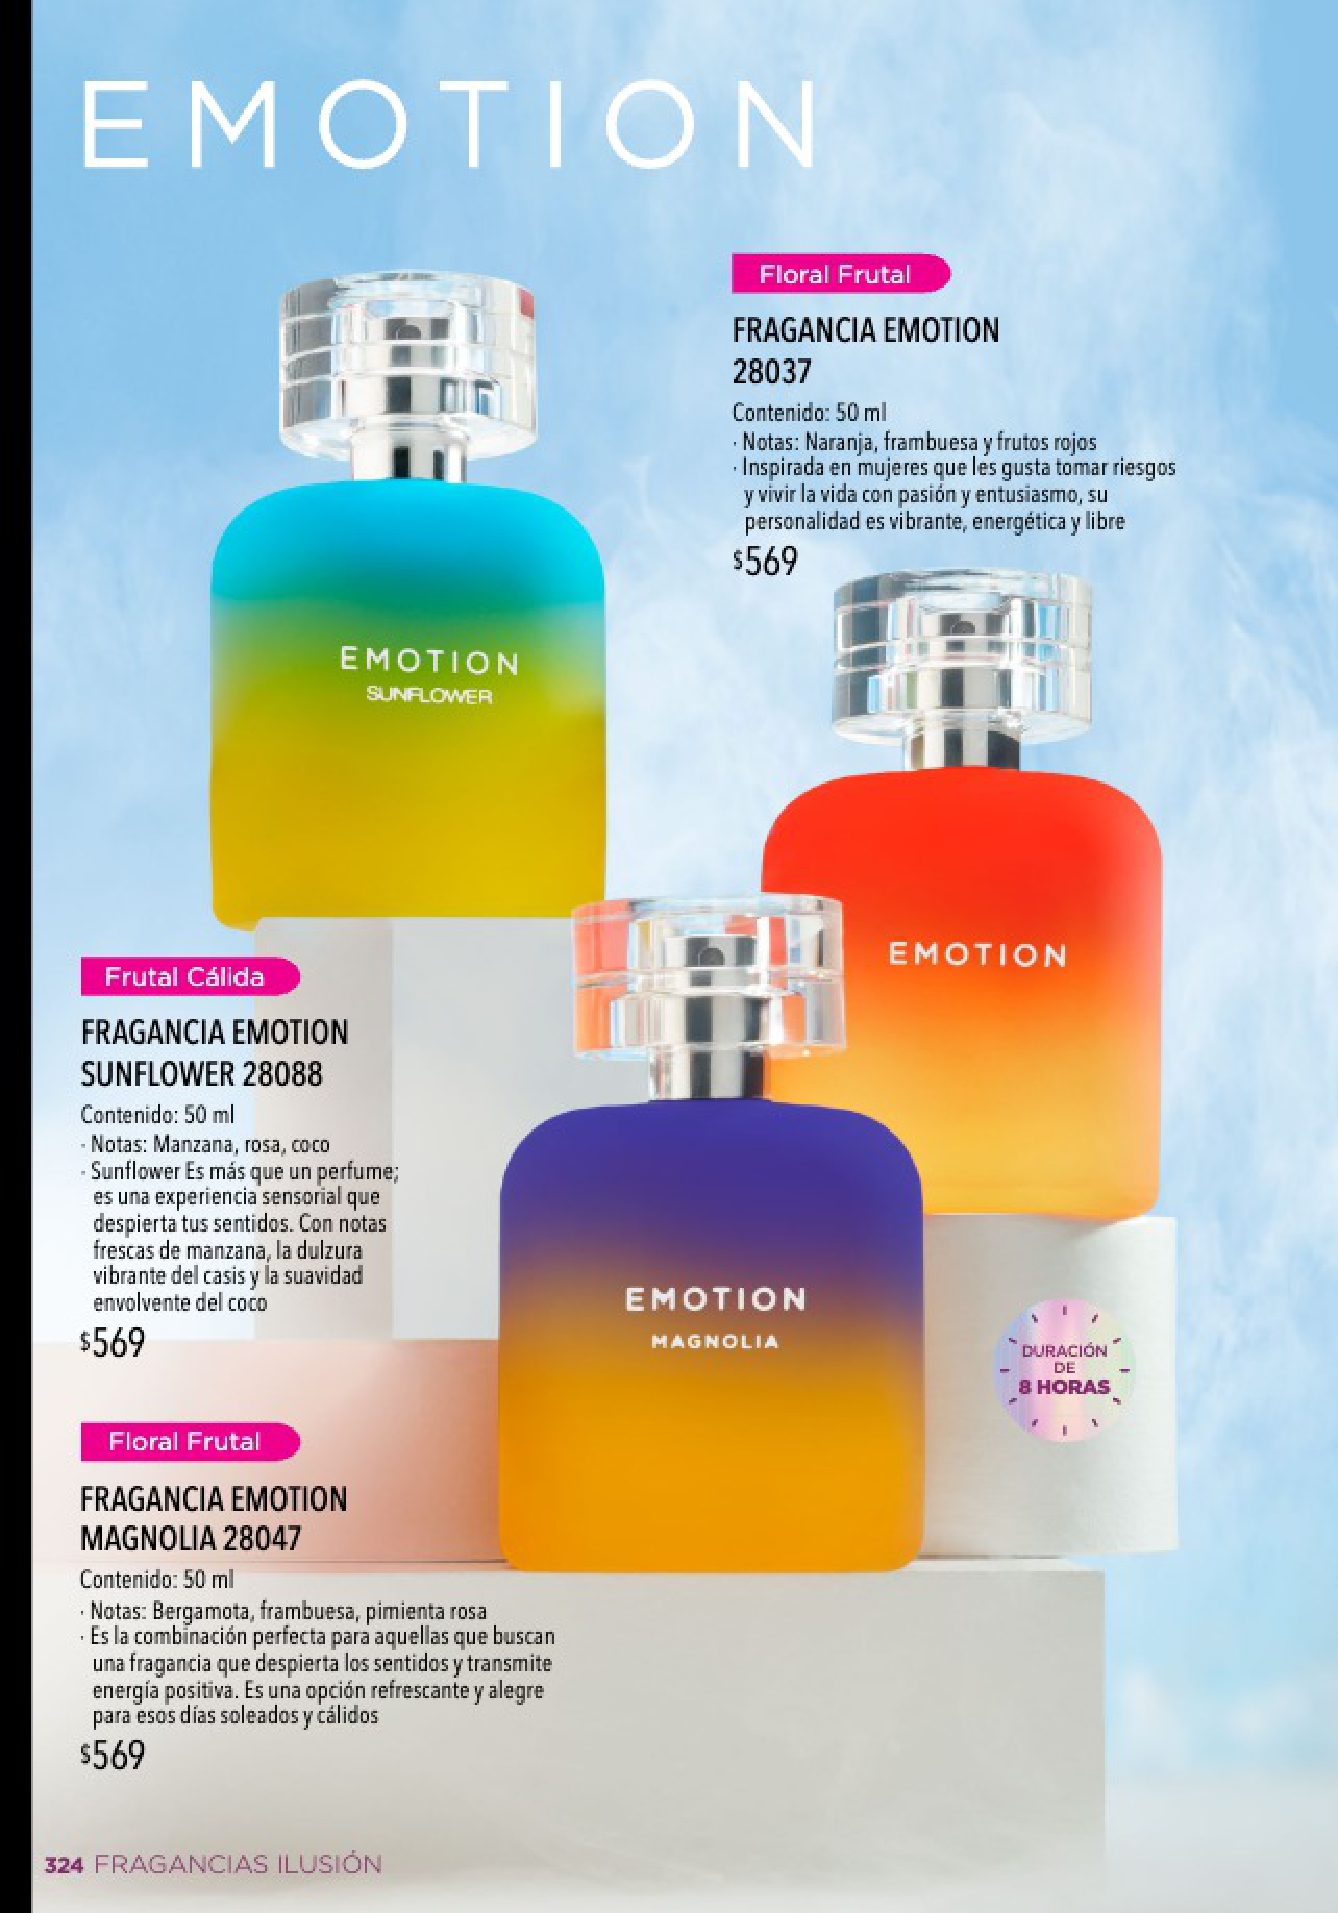 EMOTION
Floral Frutal
FRAGANCIA EMOTION
28037
Contenido: 50 ml
· Notas: Naranja, frambuesa y frutos rojos
· Inspirada en mujeres que les gusta tomar riesgos
y vivir la vida con pasión y entusiasmo, su
personalidad es vibrante, energética y libre
$569
EMOTION
SUNFLOWER
EMOTION
Frutal Cálida
FRAGANCIA EMOTION
SUNFLOWER 28088
Contenido: 50 ml
· Notas: Manzana, rosa, coco
· Sunflower Es más que un perfume;
es una experiencia sensorial que
despierta tus sentidos. Con notas
frescas de manzana, la dulzura
vibrante del casis y la suavidad
envolvente del coco
$569
EMOTION
MAGNOLIA
DURACIÓN
DE
8 HORAS
Floral Frutal
FRAGANCIA EMOTION
MAGNOLIA 28047
Contenido: 50 ml
· Notas: Bergamota, frambuesa, pimienta rosa
· Es la combinación perfecta para aquellas que buscan
una fragancia que despierta los sentidos y transmite
energía positiva. Es una opción refrescante y alegre
para esos días soleados y cálidos
$569
324 FRAGANCIAS ILUSIÓN